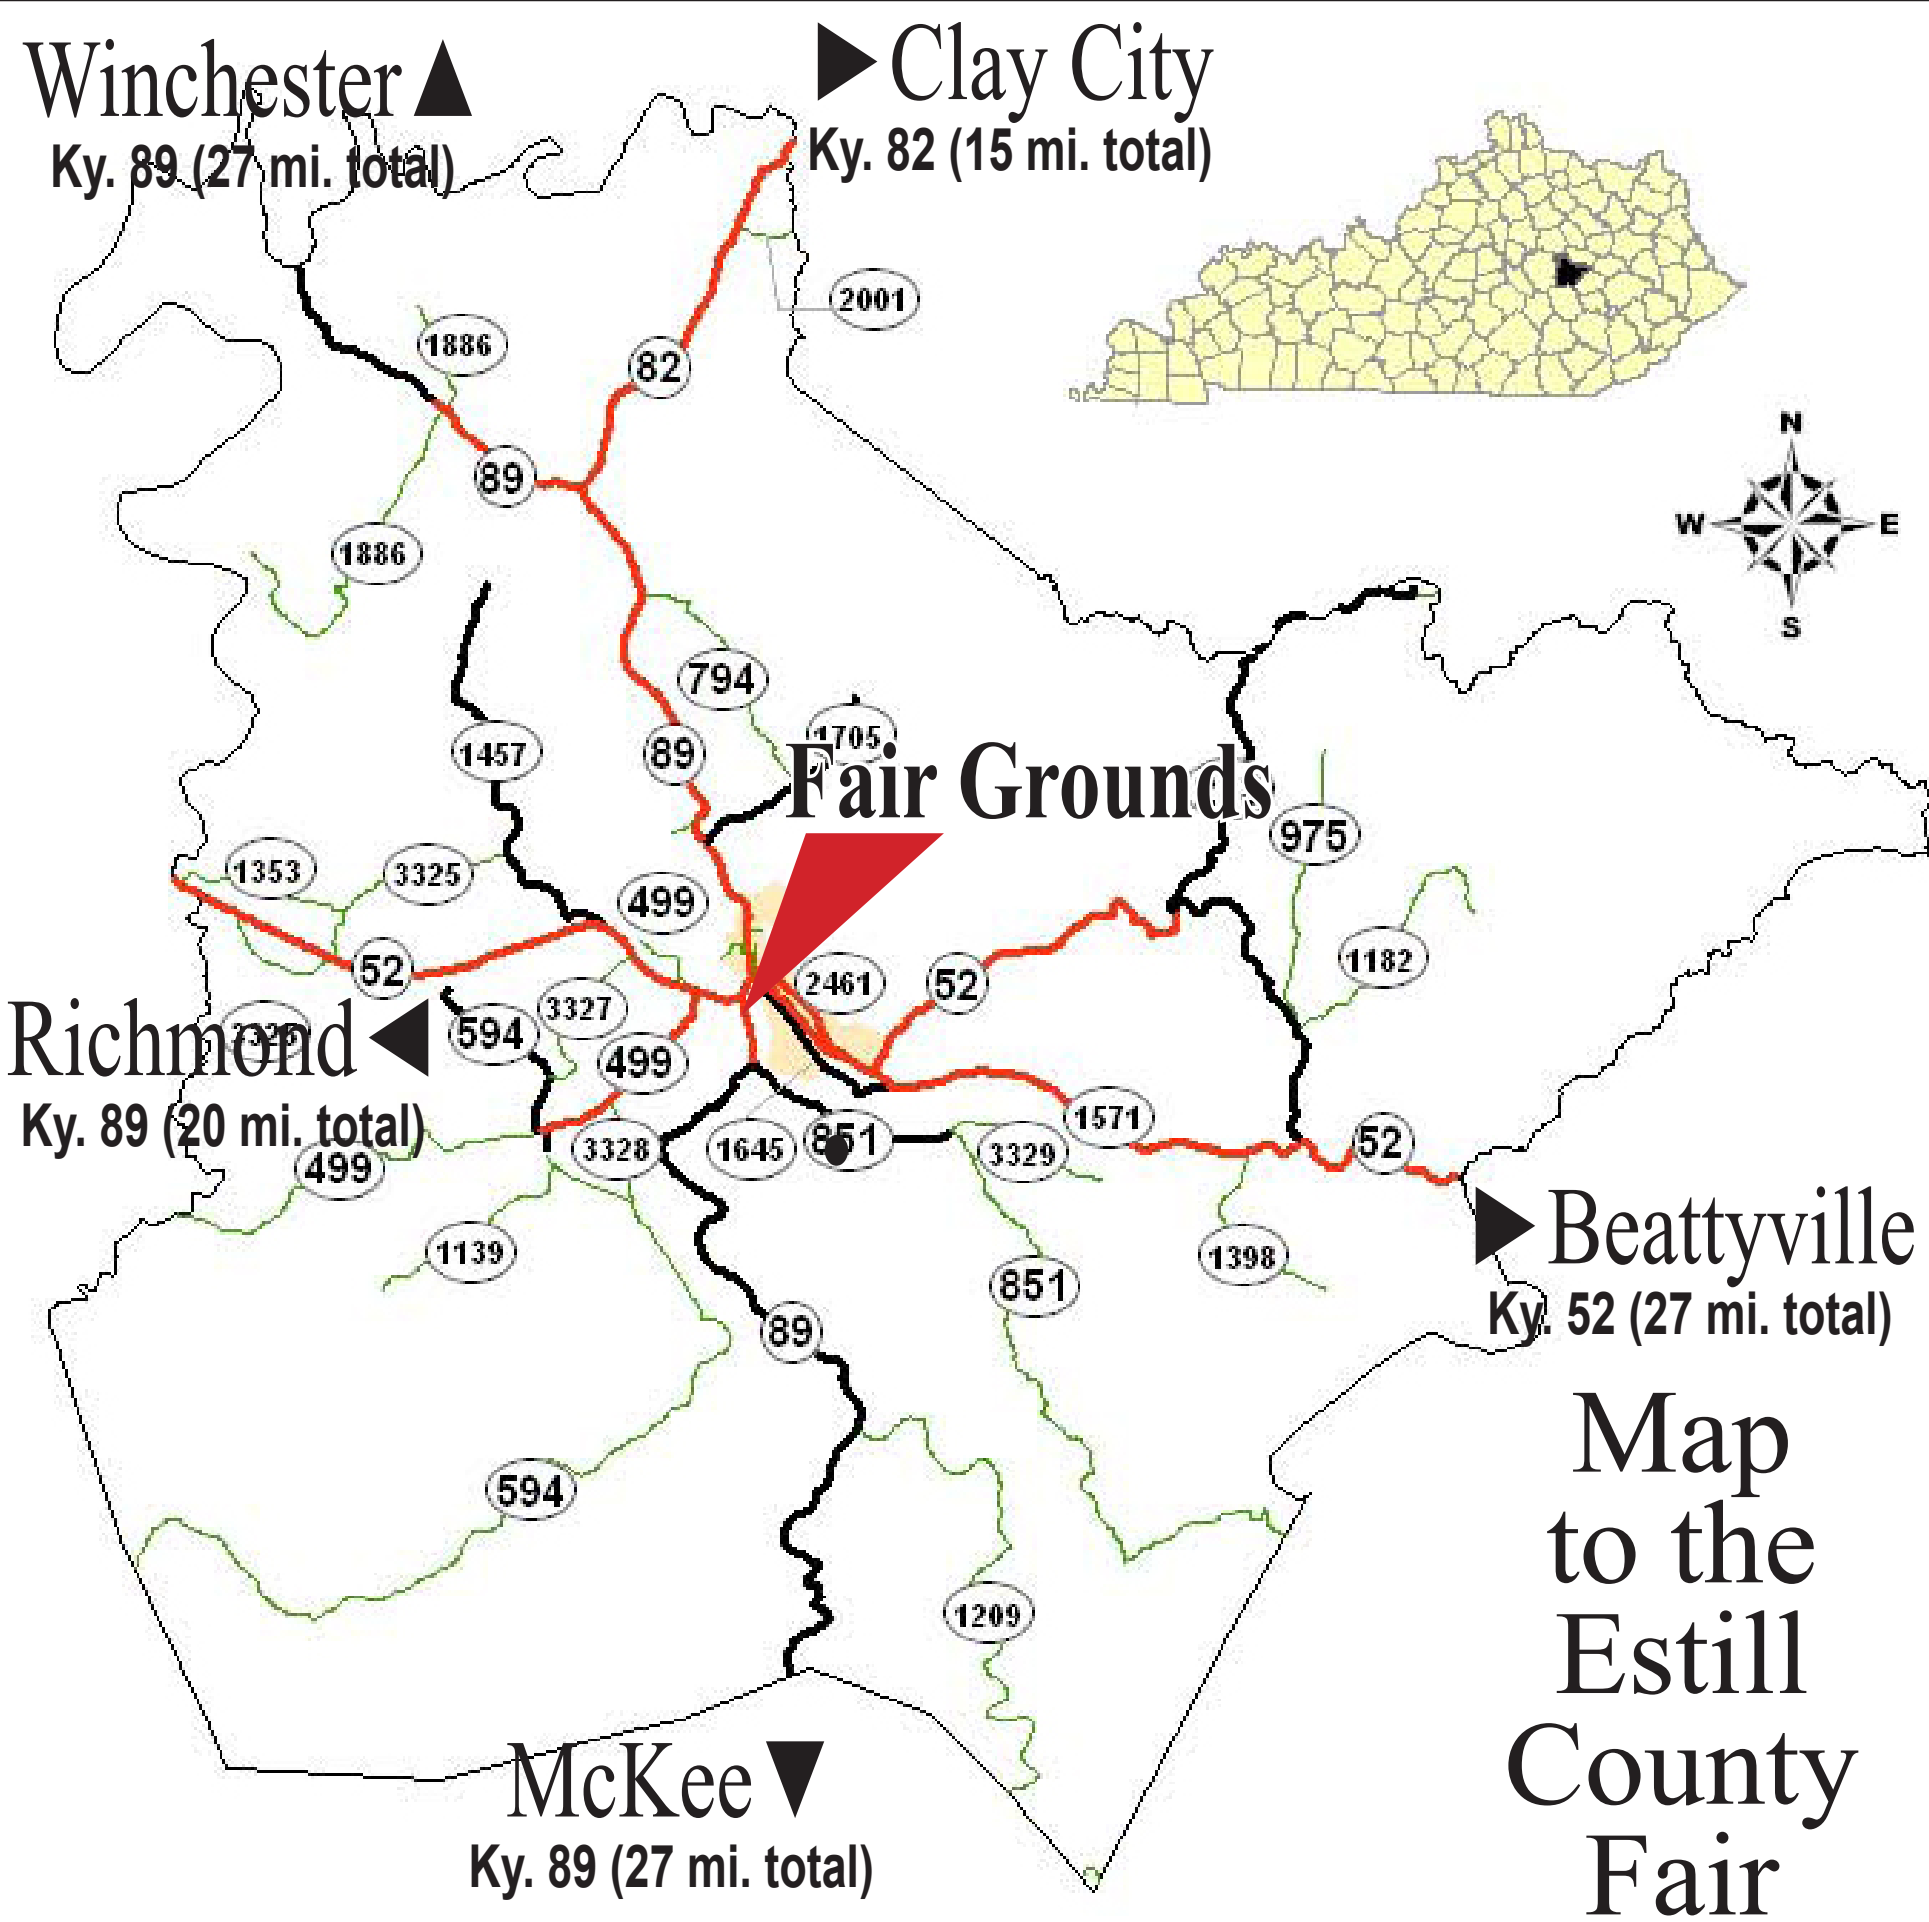 Winchester
Ky. 89 (27 mi. total)
Clay City
Ky. 82 (15 mi. total)
2001
1886
82
89
1886
N
W
E
S
794
1705
1457
89
Fair Grounds
975
1353
3325
499
1182
52
2461
52
3327
Richmond
594
499
Ky. 89 (20 mi. total)
1571
499
3328
1645
851
3329
52
1139
851
1398
Beattyville
Ky. 52 (27 mi. total)
89
594
1209
McKee
Ky. 89 (27 mi. total)
Map
to the
Estill
County
Fair